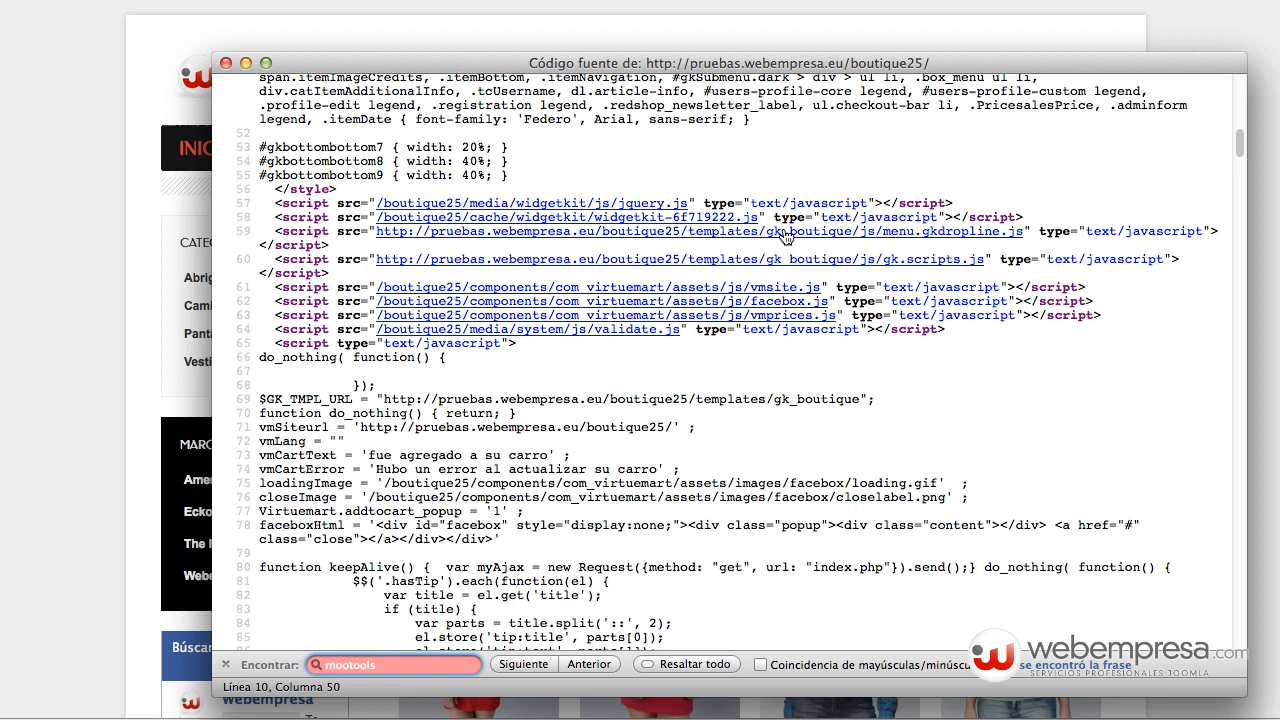 Código fuente de: http://pruebas.webempresa.eu/boutique25/
span.itemImageCredits, .itemBottom, .itemNavigation, #gkSubmenu.dark > div > ul li, .box_menu ul li,
div.catItemAdditionalInfo, .tcUsername, dl.article-info, #users-profile-core legend, #users-profile-custom legend,
.profile-edit legend, .registration legend, .redshop_newsletter_label, ul.checkout-bar li, .PricesalesPrice, .adminform
legend, .itemDate { font-family: 'Federo', Arial, sans-serif; }
52
53 #gkbottombottom7 { width: 20%; }
54 #gkbottombottom8 { width: 40%; }
55 #gkbottombottom9 { width: 40%; }
56 </style>
57 <script src="/boutique25/media/widgetkit/js/jquery.js" type="text/javascript"></script>
58 <script src="/boutique25/cache/widgetkit/widgetkit-6f719222.js" type="text/javascript"></script>
59 <script src="http://pruebas.webempresa.eu/boutique25/templates/gk_boutique/js/menu.gkdropline.js" type="text/javascript">
</script>
60 <script src="http://pruebas.webempresa.eu/boutique25/templates/gk_boutique/js/gk.scripts.js" type="text/javascript">
</script>
61 <script src="/boutique25/components/com_virtuemart/assets/js/vmsite.js" type="text/javascript"></script>
62 <script src="/boutique25/components/com_virtuemart/assets/js/facebox.js" type="text/javascript"></script>
63 <script src="/boutique25/components/com_virtuemart/assets/js/vmprices.js" type="text/javascript"></script>
64 <script src="/boutique25/media/system/js/validate.js" type="text/javascript"></script>
65 <script type="text/javascript">
66 do_nothing( function() {
67
68 });
69 $GK_TMPL_URL = "http://pruebas.webempresa.eu/boutique25/templates/gk_boutique";
70 function do_nothing() { return; }
71 vmSiteurl = 'http://pruebas.webempresa.eu/boutique25/' ;
72 vmLang = ""
73 vmCartText = 'fue agregado a su carro' ;
74 vmCartError = 'Hubo un error al actualizar su carro' ;
75 loadingImage = '/boutique25/components/com_virtuemart/assets/images/facebox/loading.gif' ;
76 closeImage = '/boutique25/components/com_virtuemart/assets/images/facebox/closelabel.png' ;
77 Virtuemart.addtocart_popup = '1' ;
78 faceboxHtml = '<div id="facebox" style="display:none;"><div class="popup"><div class="content"></div> <a href="#"
class="close"></a></div></div>'
79
80 function keepAlive() { var myAjax = new Request({method: "get", url: "index.php"}).send();} do_nothing( function() {
81 $$('.hasTip').each(function(el) {
82 var title = el.get('title');
83 if (title) {
84 var parts = title.split('::', 2);
85 el.store('tip:title', parts[0]);
Encontrar: mootools Siguiente Anterior Resaltar todo Coincidencia de mayúsculas/minúsc se encontró la frase
Línea 10, Columna 50
INIC
CATEG
Abrig
Cami
Panta
Vesti
MARC
Amer
Ecko
The N
Webe
Búscar
Webempresa
webempresa.com
SERVICIOS PROFESIONALES JOOMLA